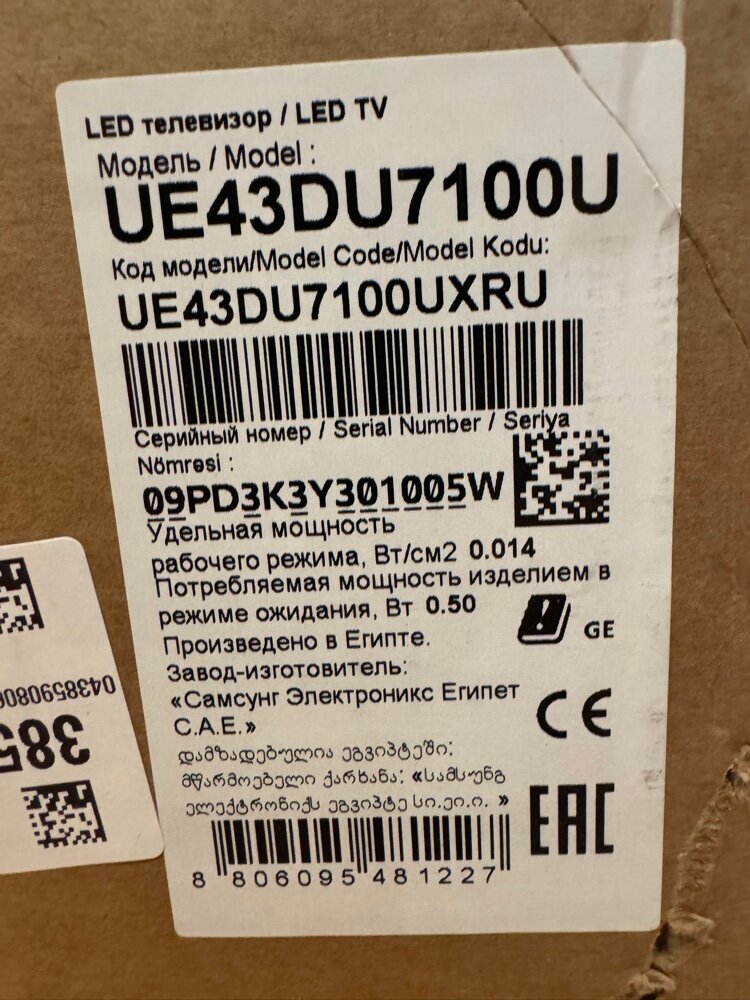 LED телевизор / LED TV
Модель / Model :
UE43DU7100U
Код модели/Model Code/Model Kodu:
UE43DU7100UXRU
Серийный номер / Serial Number / Seriya
Nömrəsi :
09PD3K3Y301005W
Удельная мощность
рабочего режима, Вт/см2 0.014
Потребляемая мощность изделием в
режиме ожидания, Вт 0.50
GE
Произведено в Египте.
Завод-изготовитель:
«Самсунг Электроникс Египет
С.А.Е.»
CE
დამზადებულია ეგვიპტეში:
მწარმოებელი ქარხანა: «სამსუნგ
ელექტრონიქს ეგვიპტე სი.ეი.ი. »
EAC
8 806095 481227
385